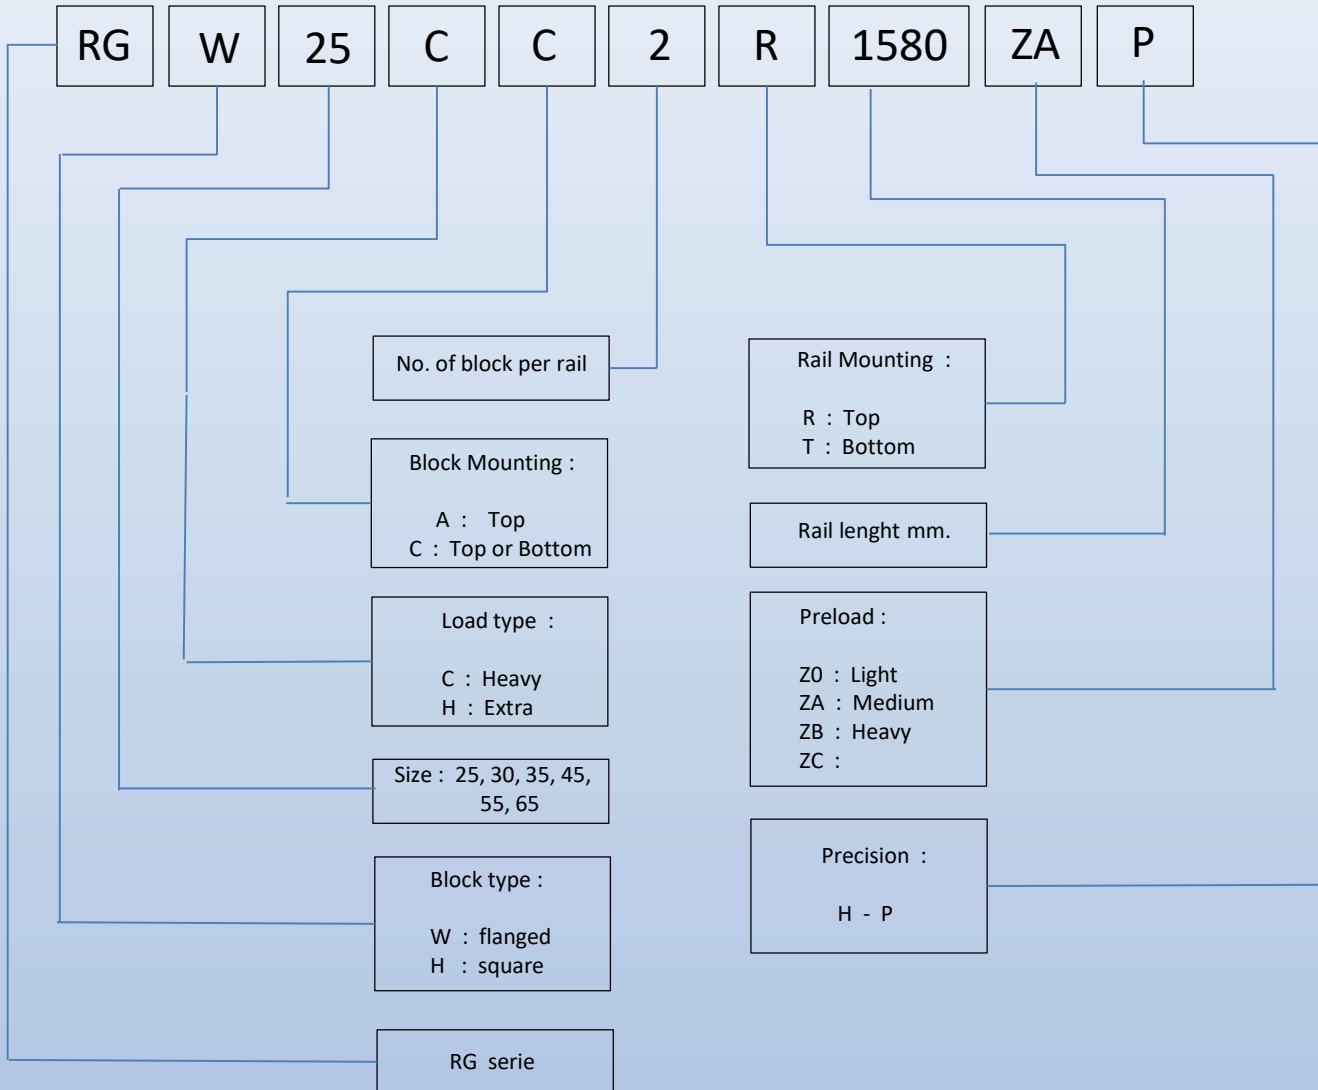 RG W 25 C C 2 R 1580 ZA P
No. of block per rail
Block Mounting :
A : Top
C : Top or Bottom
Load type :
C : Heavy
H : Extra
Size : 25, 30, 35, 45,
55, 65
Block type :
W : flanged
H : square
RG serie
Rail Mounting :
R : Top
T : Bottom
Rail lenght mm.
Preload :
Z0 : Light
ZA : Medium
ZB : Heavy
ZC :
Precision :
H - P